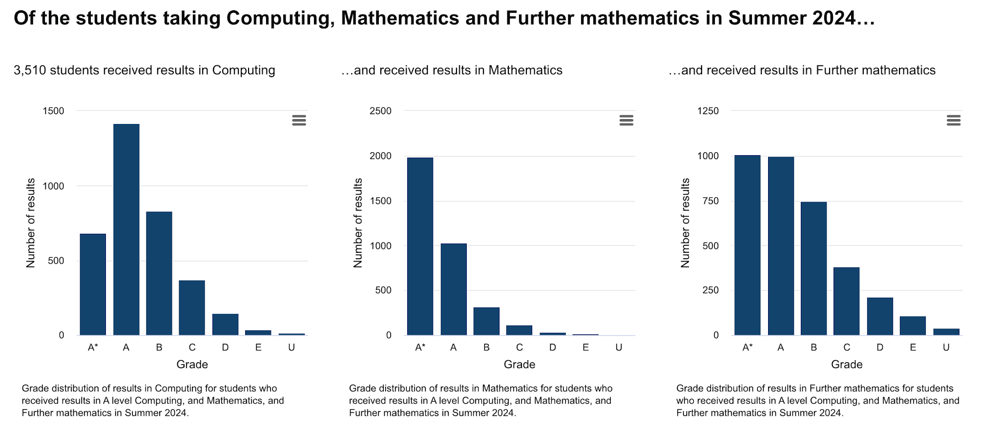 Of the students taking Computing, Mathematics and Further mathematics in Summer 2024…
3,510 students received results in Computing
1500
1000
500
0
Number of results
A* A B C D E U
Grade
Grade distribution of results in Computing for students who
received results in A level Computing, and Mathematics, and
Further mathematics in Summer 2024.
…and received results in Mathematics
2500
2000
1500
1000
500
0
Number of results
A* A B C D E U
Grade
Grade distribution of results in Mathematics for students who
received results in A level Computing, and Mathematics, and
Further mathematics in Summer 2024.
…and received results in Further mathematics
1250
1000
750
500
250
0
Number of results
A* A B C D E U
Grade
Grade distribution of results in Further mathematics for students
who received results in A level Computing, and Mathematics, and
Further mathematics in Summer 2024.